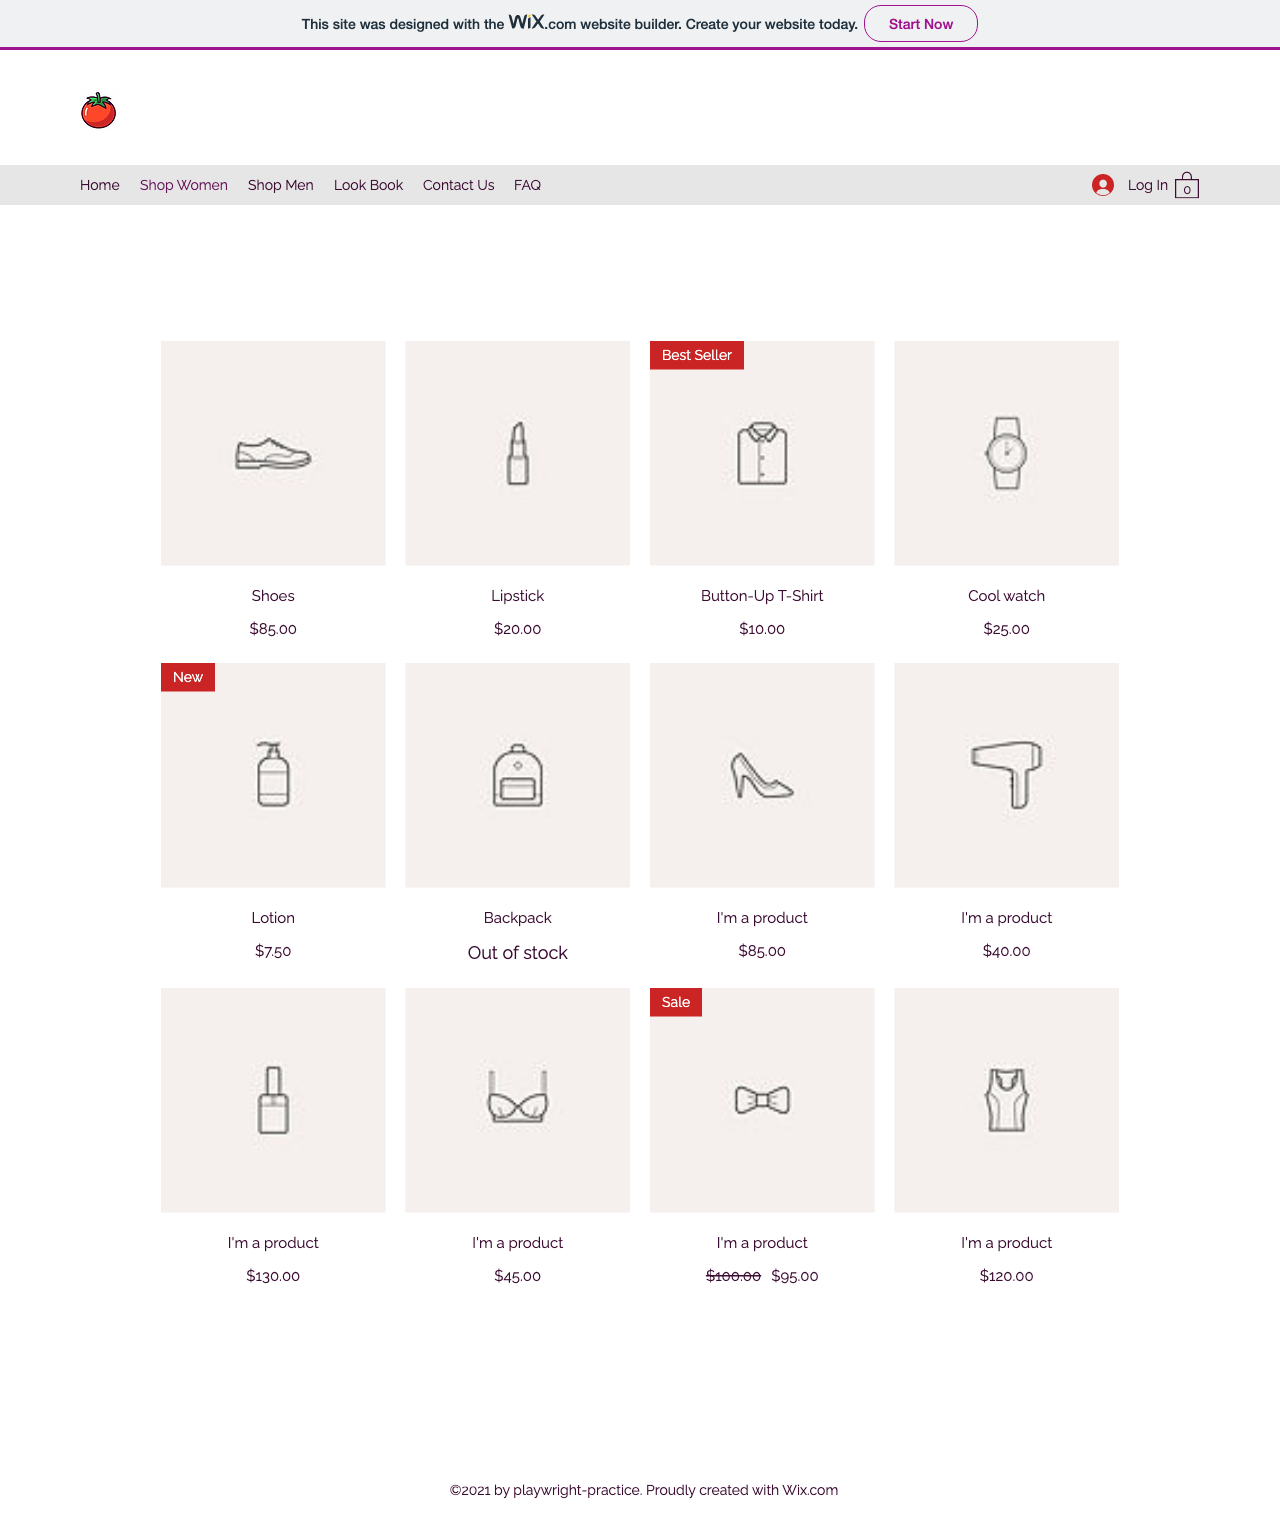 This site was designed with the WiX.com website builder. Create your website today. Start Now
Home Shop Women Shop Men Look Book Contact Us FAQ Log In 0
Best Seller
Shoes Lipstick Button-Up T-Shirt Cool watch
$85.00 $20.00 $10.00 $25.00
New
Lotion Backpack I'm a product I'm a product
$7.50 Out of stock $85.00 $40.00
Sale
I'm a product I'm a product I'm a product I'm a product
$130.00 $45.00 $100.00 $95.00 $120.00
©2021 by playwright-practice. Proudly created with Wix.com